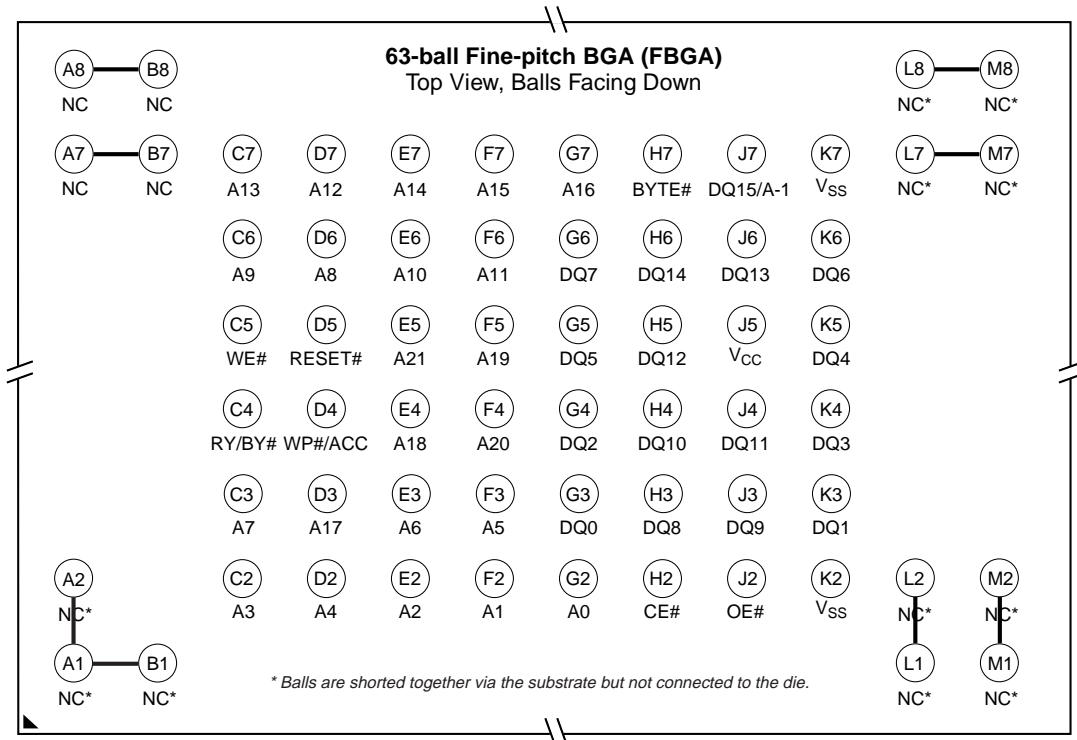 63-ball Fine-pitch BGA (FBGA)
Top View, Balls Facing Down
A8 B8 L8 M8
NC NC NC* NC*
A7 B7 C7 D7 E7 F7 G7 H7 J7 K7 L7 M7
NC NC A13 A12 A14 A15 A16 BYTE# DQ15/A-1 VSS NC* NC*
C6 D6 E6 F6 G6 H6 J6 K6
A9 A8 A10 A11 DQ7 DQ14 DQ13 DQ6
C5 D5 E5 F5 G5 H5 J5 K5
WE# RESET# A21 A19 DQ5 DQ12 VCC DQ4
C4 D4 E4 F4 G4 H4 J4 K4
RY/BY# WP#/ACC A18 A20 DQ2 DQ10 DQ11 DQ3
C3 D3 E3 F3 G3 H3 J3 K3
A7 A17 A6 A5 DQ0 DQ8 DQ9 DQ1
A2 C2 D2 E2 F2 G2 H2 J2 K2 L2 M2
NC* A3 A4 A2 A1 A0 CE# OE# VSS NC* NC*
A1 B1 L1 M1
NC* NC* NC* NC*
* Balls are shorted together via the substrate but not connected to the die.